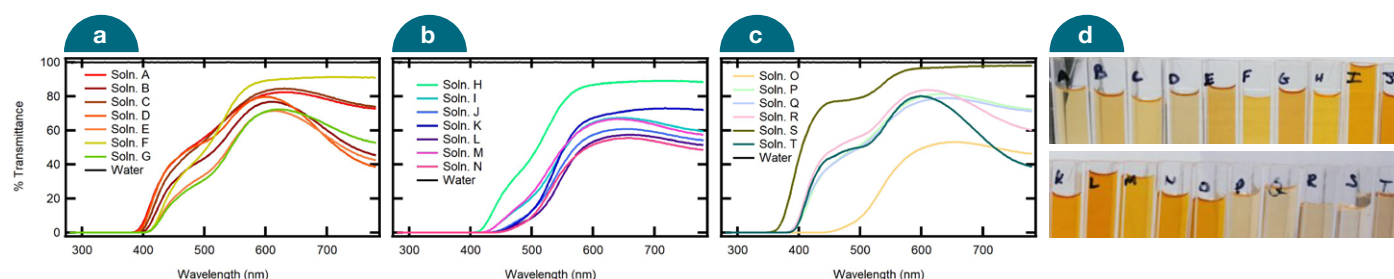 a
b
c
d
% Transmittance
100
80
60
40
20
0
Soln. A
Soln. B
Soln. C
Soln. D
Soln. E
Soln. F
Soln. G
Water
300 400 500 600 700
Wavelength (nm)
Soln. H
Soln. I
Soln. J
Soln. K
Soln. L
Soln. M
Soln. N
Water
300 400 500 600 700
Wavelength (nm)
Soln. O
Soln. P
Soln. Q
Soln. R
Soln. S
Soln. T
Water
300 400 500 600 700
Wavelength (nm)
A B C D E F G H I J
K L M N O P Q R S T